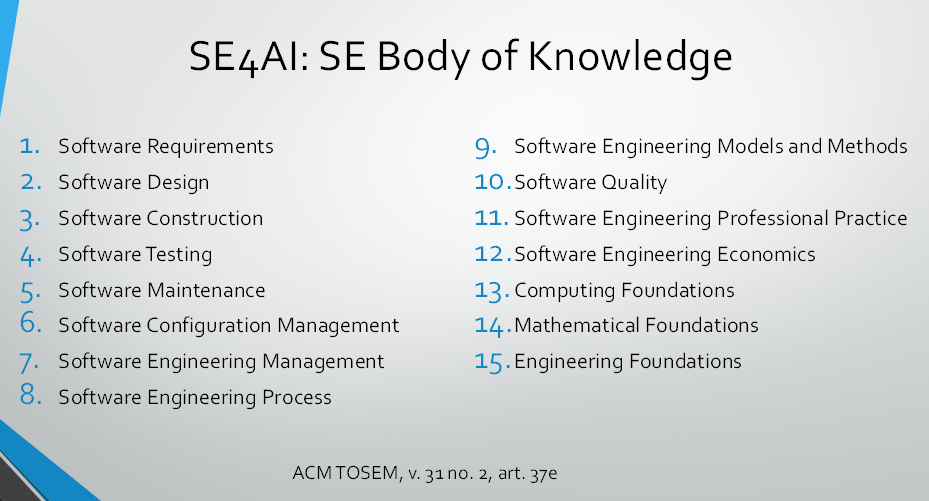 SE4AI: SE Body of Knowledge
1. Software Requirements
2. Software Design
3. Software Construction
4. Software Testing
5. Software Maintenance
6. Software Configuration Management
7. Software Engineering Management
8. Software Engineering Process
9. Software Engineering Models and Methods
10. Software Quality
11. Software Engineering Professional Practice
12. Software Engineering Economics
13. Computing Foundations
14. Mathematical Foundations
15. Engineering Foundations
ACM TOSEM, v. 31 no. 2, art. 37e